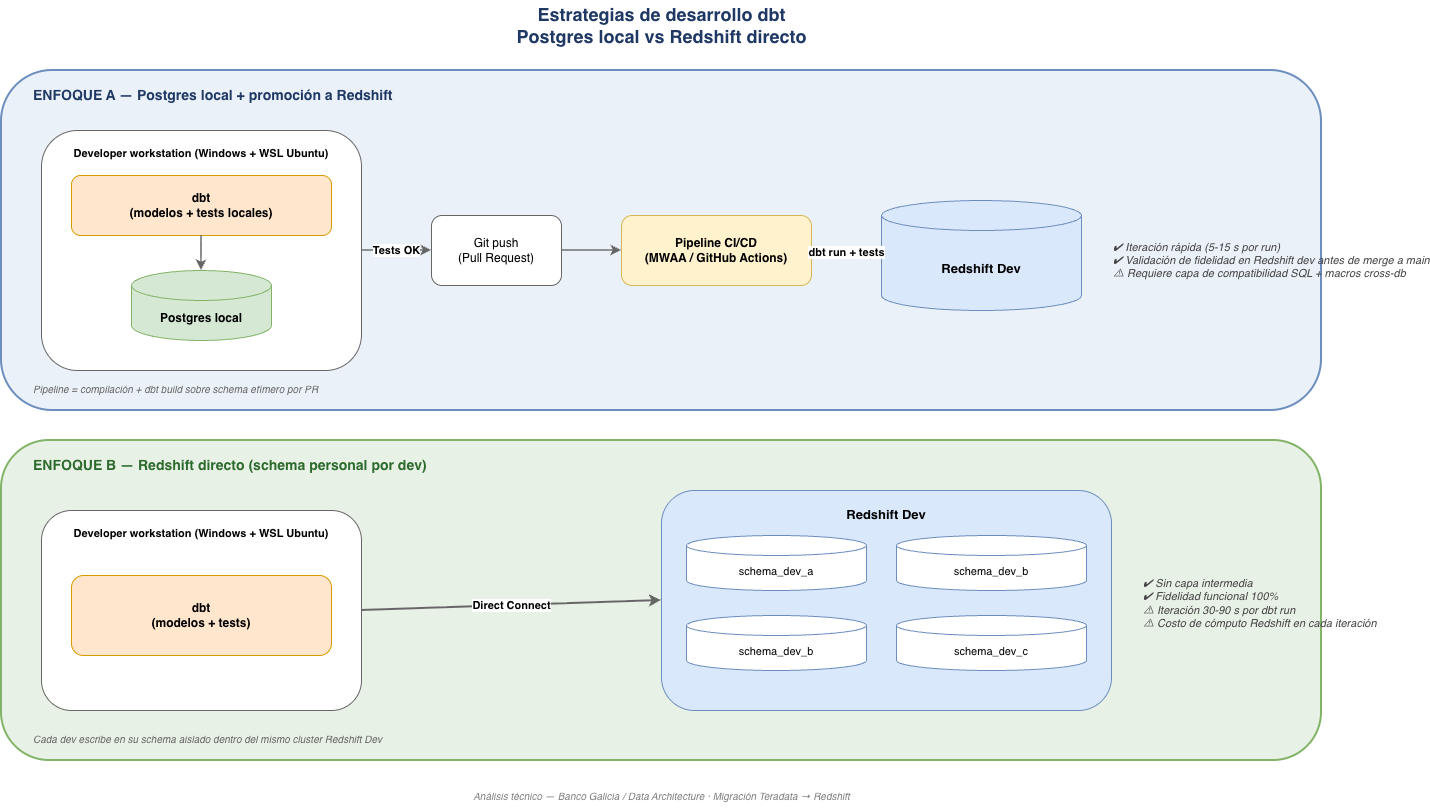 Estrategias de desarrollo dbt
Postgres local vs Redshift directo
ENFOQUE A — Postgres local + promoción a Redshift
Developer workstation (Windows + WSL Ubuntu)
dbt
(modelos + tests locales)
Postgres local
Tests OK
Git push
(Pull Request)
Pipeline CI/CD
(MWAA / GitHub Actions)
dbt run + tests
Redshift Dev
✔ Iteración rápida (5-15 s por run)
✔ Validación de fidelidad en Redshift dev antes de merge a main
⚠ Requiere capa de compatibilidad SQL + macros cross-db
Pipeline = compilación + dbt build sobre schema efímero por PR
ENFOQUE B — Redshift directo (schema personal por dev)
Developer workstation (Windows + WSL Ubuntu)
dbt
(modelos + tests)
Direct Connect
Redshift Dev
schema_dev_a
schema_dev_b
schema_dev_b
schema_dev_c
✔ Sin capa intermedia
✔ Fidelidad funcional 100%
⚠ Iteración 30-90 s por dbt run
⚠ Costo de cómputo Redshift en cada iteración
Cada dev escribe en su schema aislado dentro del mismo cluster Redshift Dev
Análisis técnico — Banco Galicia / Data Architecture · Migración Teradata → Redshift